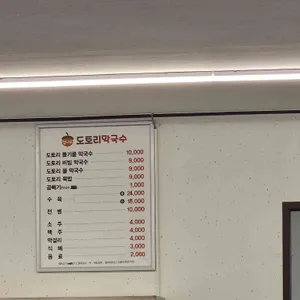 도토리막국수
도토리 들기름 막국수 10,000
도토리 비빔 막국수 9,000
도토리 물 막국수 9,000
도토리 묵밥 9,000
곱빼기 1,000
수 육 24,000
전 병 10,000
소 주 4,000
맥 주 4,000
막걸리 4,000
식 혜 3,000
음 료 2,000